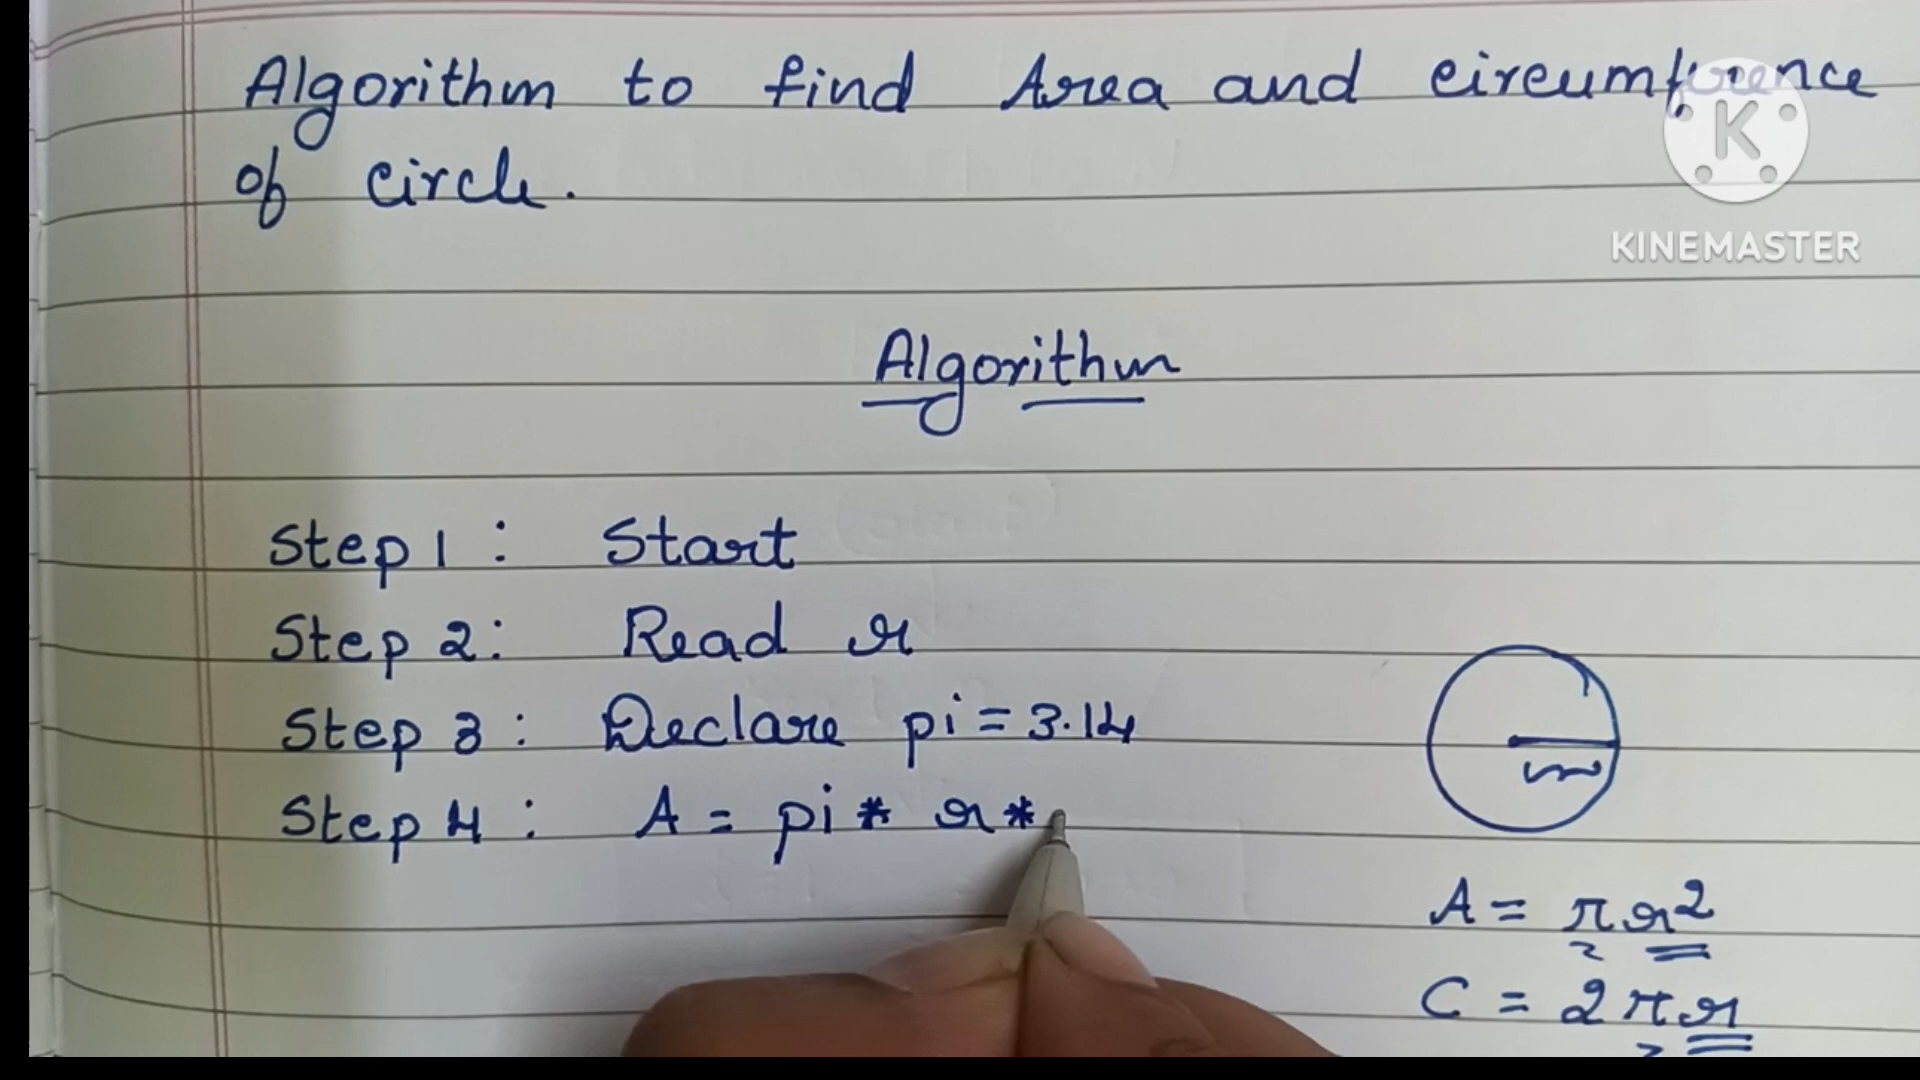 Algorithm to find Area and circumference
of circle.
K
KINEMASTER
Algorithm
Step 1 : Start
Step 2 : Read r
Step 3 : Declare pi = 3.14
Step 4 : A = pi * r *
A = πr²
C = 2πr